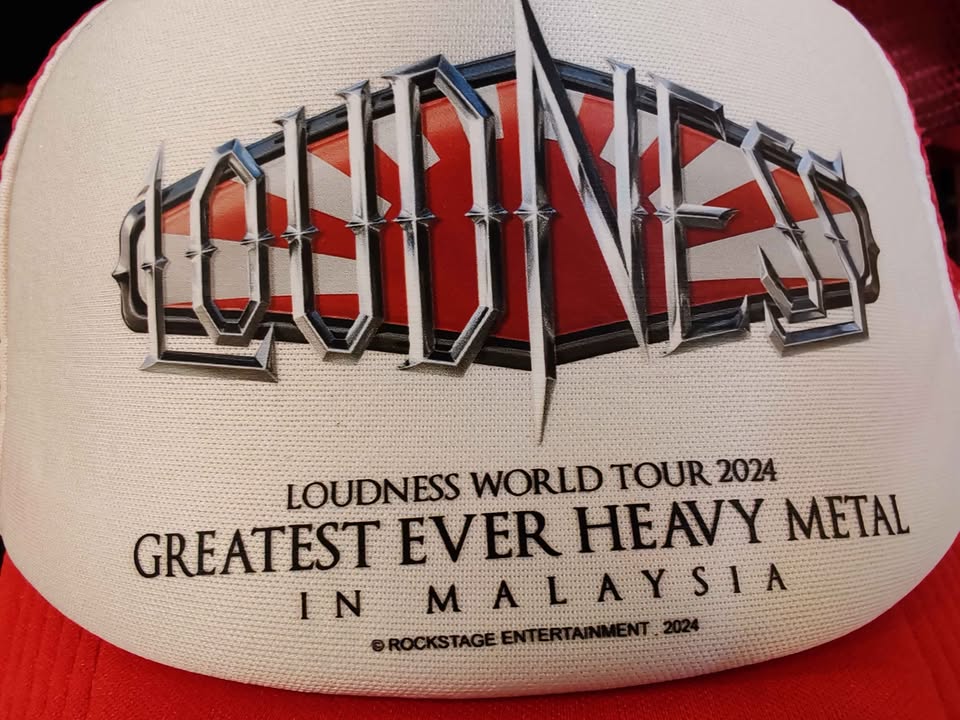 LOUDNESS
LOUDNESS WORLD TOUR 2024
GREATEST EVER HEAVY METAL
IN MALAYSIA
© ROCKSTAGE ENTERTAINMENT . 2024